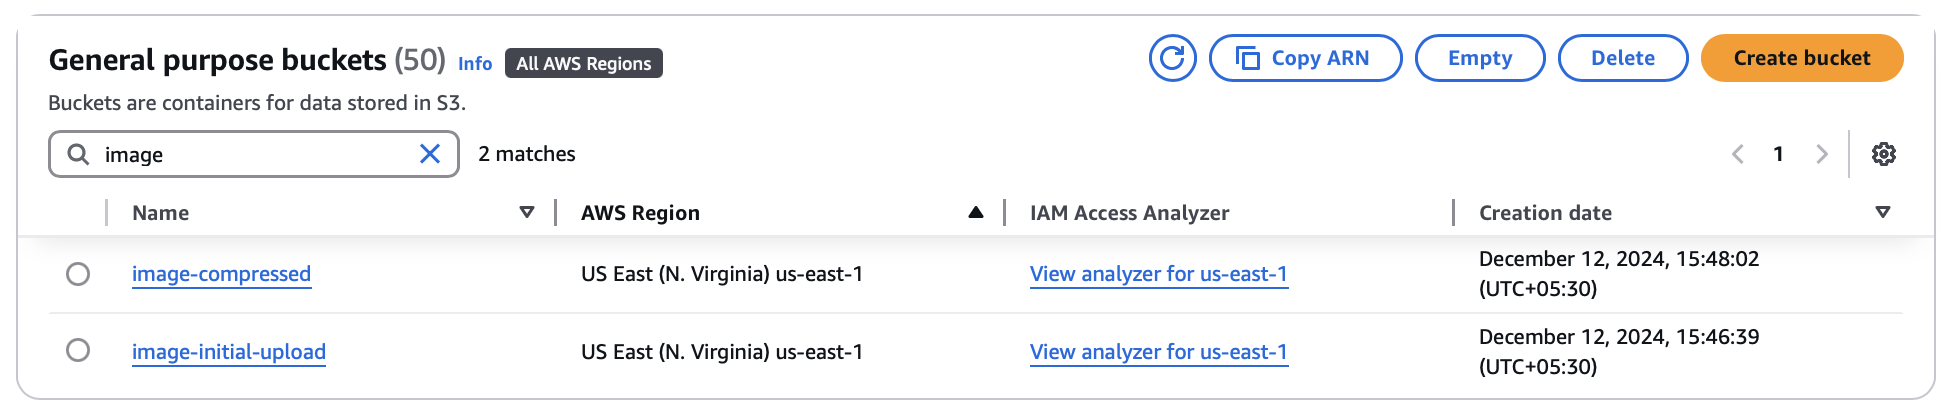 General purpose buckets (50) Info All AWS Regions
Copy ARN Empty Delete Create bucket
Buckets are containers for data stored in S3.
image 2 matches 1
Name AWS Region IAM Access Analyzer Creation date
image-compressed US East (N. Virginia) us-east-1 View analyzer for us-east-1 December 12, 2024, 15:48:02
(UTC+05:30)
image-initial-upload US East (N. Virginia) us-east-1 View analyzer for us-east-1 December 12, 2024, 15:46:39
(UTC+05:30)